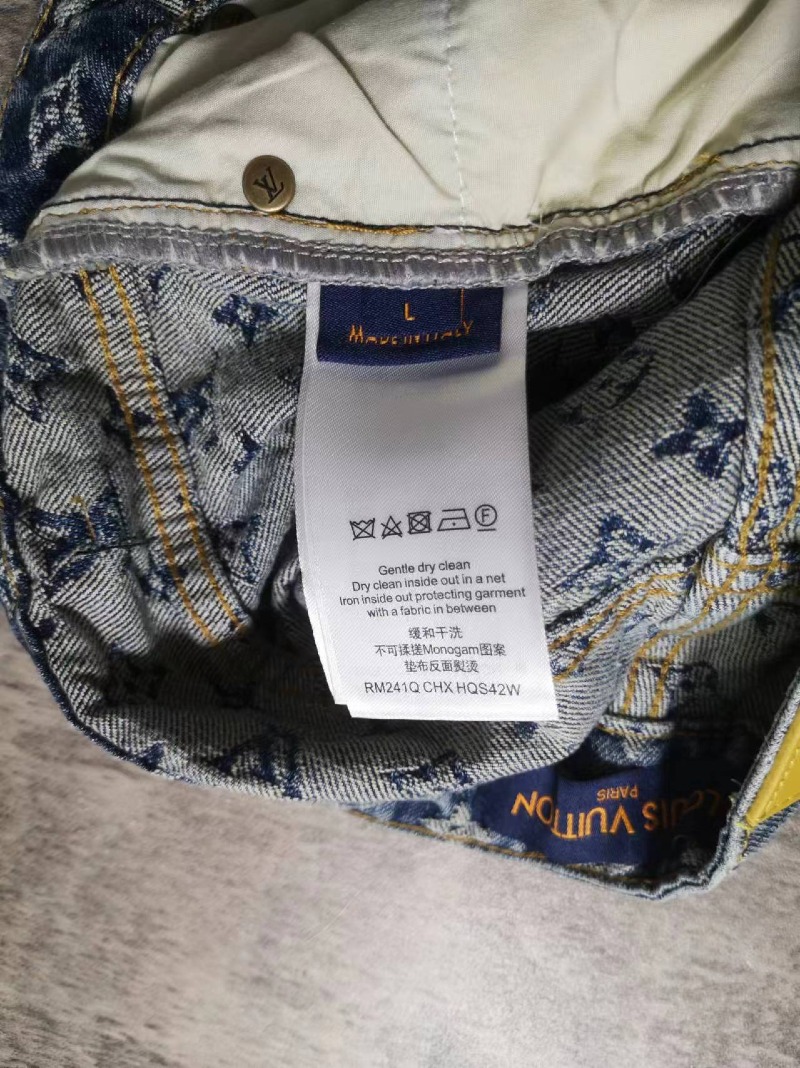 L
MADE IN ITALY
Gentle dry clean
Dry clean inside out in a net
Iron inside out protecting garment
with a fabric in between
缓和干洗
不可揉搓Monogam图案
垫布反面熨烫
RM241Q CHX HQS42W
LOUIS VUITTON
PARIS